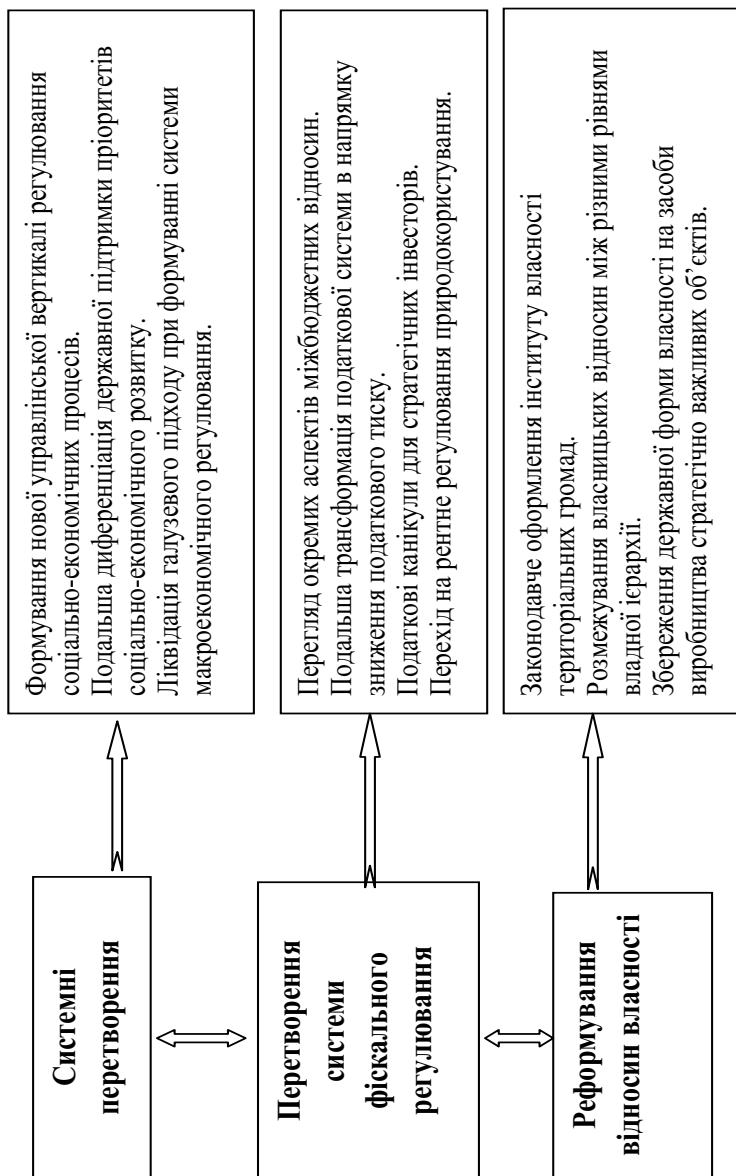 Системні
перетворення
Формування нової управлінської вертикалі регулювання
соціально-економічних процесів.
Подальша диференціація державної підтримки пріоритетів
соціально-економічного розвитку.
Ліквідація галузевого підходу при формуванні системи
макроекономічного регулювання.
Перетворення
системи
фіскального
регулювання
Перегляд окремих аспектів міжбюджетних відносин.
Подальша трансформація податкової системи в напрямку
зниження податкового тиску.
Податкові канікули для стратегічних інвесторів.
Перехід на рентне регулювання природокористування.
Реформування
відносин власності
Законодавче оформлення інституту власності
територіальних громад.
Розмежування власницьких відносин між різними рівнями
владної ієрархії.
Збереження державної форми власності на засоби
виробництва стратегічно важливих об’єктів.